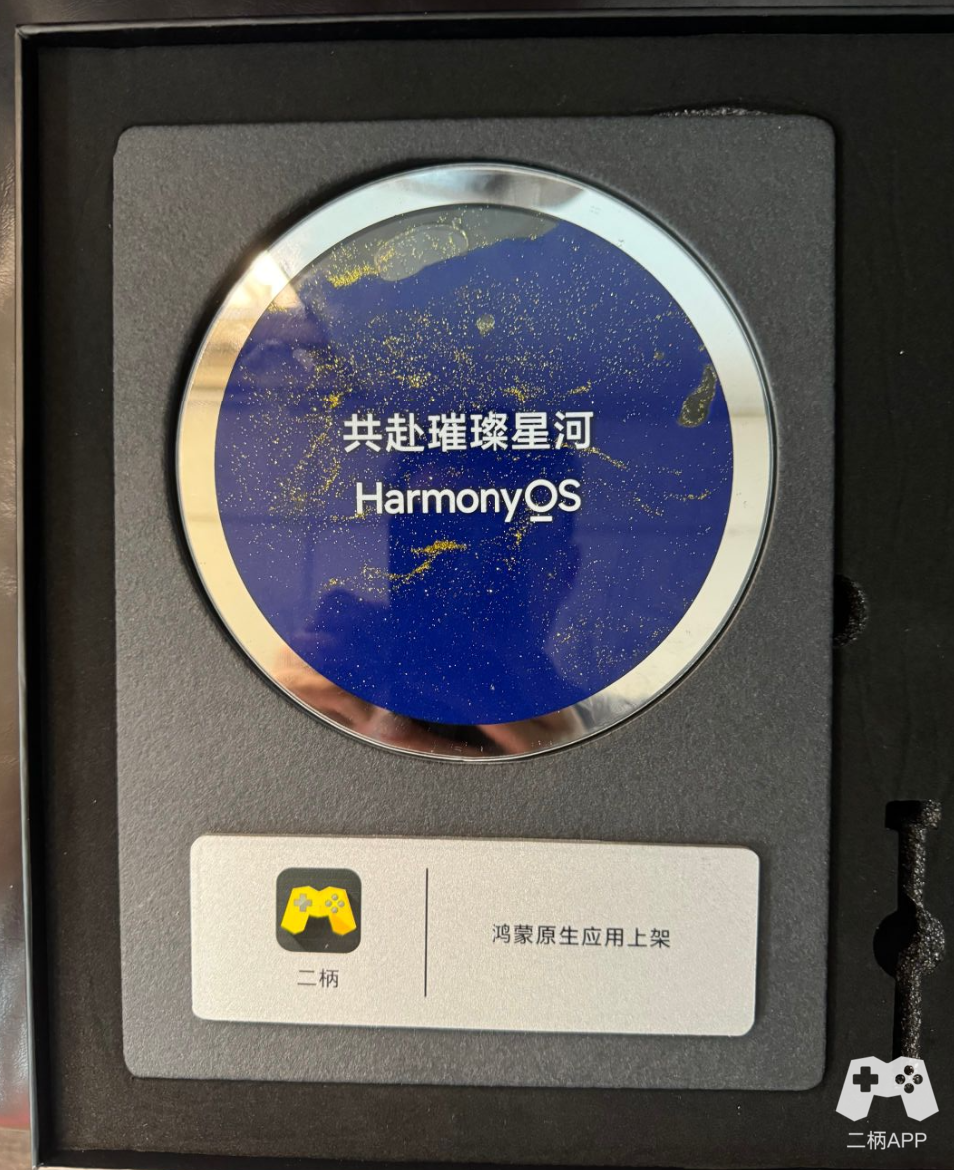 共赴璀璨星河
HarmonyOS
二柄
鸿蒙原生应用上架
二柄APP